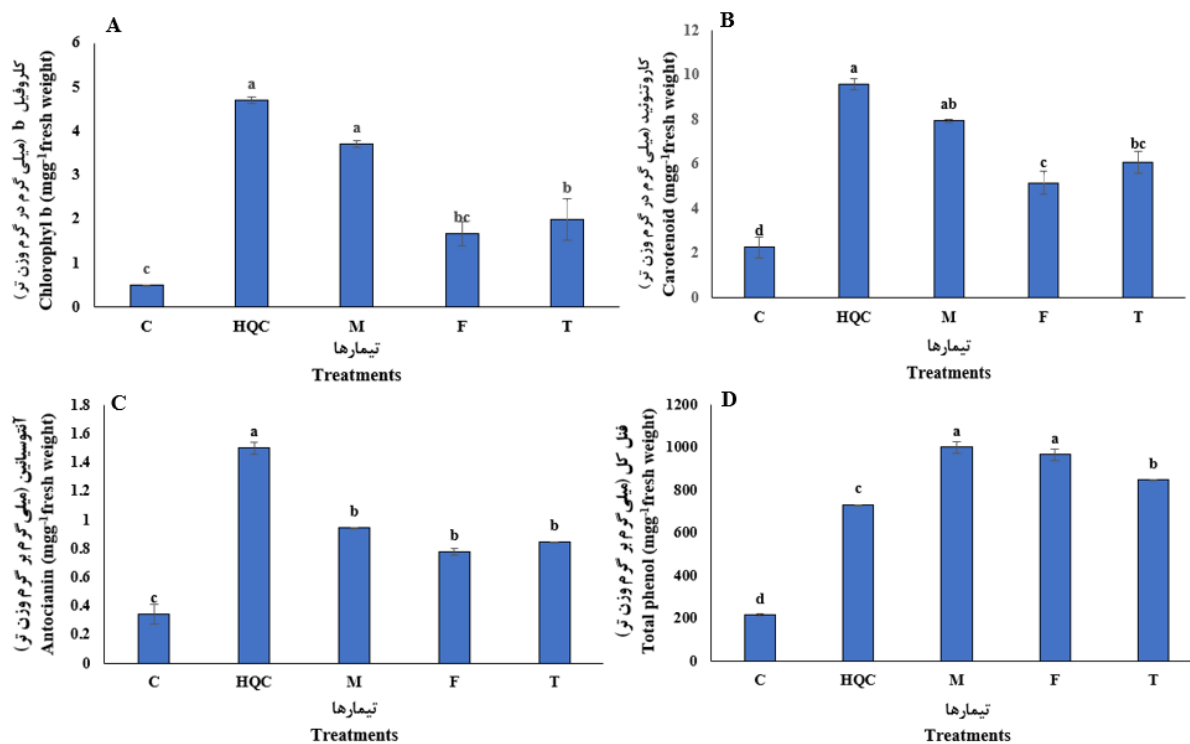 A
کلروفیل b (میلی گرم در گرم وزن تر)
Chlorophyl b (mgg-1fresh weight)
6
5
4
3
2
1
0
a
a
b
bc
c
C HQC M F T
تیمارها
Treatments
B
کاروتنوئید (میلی گرم در گرم وزن تر)
Carotenoid (mgg-1fresh weight)
12
10
8
6
4
2
0
a
ab
bc
c
d
C HQC M F T
تیمارها
Treatments
C
آنتوسیانین (میلی گرم بر گرم وزن تر)
Antocianin (mgg-1fresh weight)
1.8
1.6
1.4
1.2
1
0.8
0.6
0.4
0.2
0
a
b
b
b
c
C HQC M F T
تیمارها
Treatments
D
فنل کل (میلی گرم بر گرم وزن تر)
Total phenol (mgg-1fresh weight)
1200
1000
800
600
400
200
0
a
a
b
c
d
C HQC M F T
تیمارها
Treatments